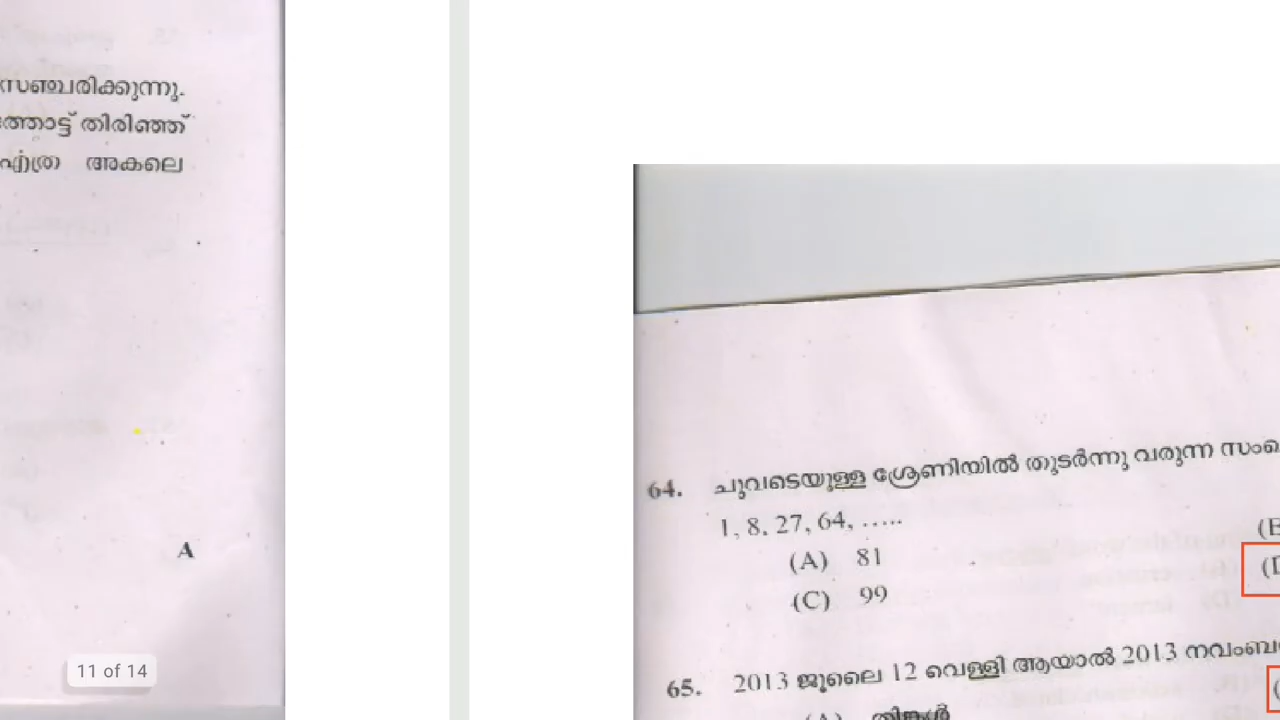 സഞ്ചരിക്കുന്നു.
ത്തോട്ട് തിരിഞ്ഞ്
എത്ര അകലെ
A
11 of 14
64. ചുവടെയുള്ള ശ്രേണിയിൽ തുടർന്നു വരുന്ന
1, 8, 27, 64, .....
(A) 81
(C) 99
65. 2013 ജൂലൈ 12 വെള്ളി ആയാൽ 2013
(A) തിങ്കൾ